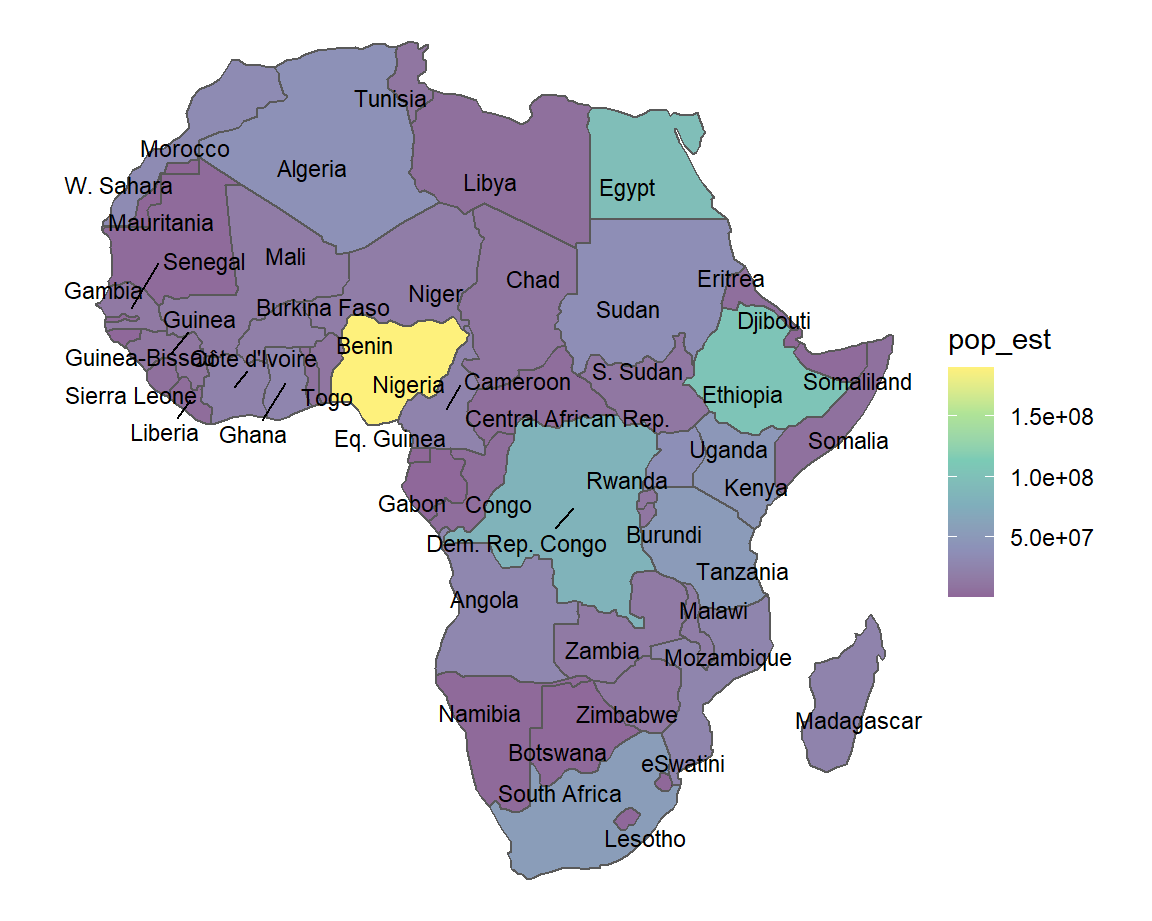 Tunisia
Morocco
Algeria
Libya
Egypt
W. Sahara
Mauritania
Senegal
Mali
Niger
Chad
Sudan
Eritrea
Gambia
Guinea
Burkina Faso
Djibouti
pop_est
Guinea-Bissau
Côte d'Ivoire
Benin
Nigeria
Cameroon
S. Sudan
Ethiopia
Somaliland
Sierra Leone
Togo
Liberia
Ghana
Eq. Guinea
Central African Rep.
Somalia
1.5e+08
1.0e+08
5.0e+07
Uganda
Rwanda
Kenya
Gabon
Congo
Dem. Rep. Congo
Burundi
Tanzania
Angola
Malawi
Zambia
Mozambique
Namibia
Zimbabwe
Madagascar
Botswana
eSwatini
South Africa
Lesotho